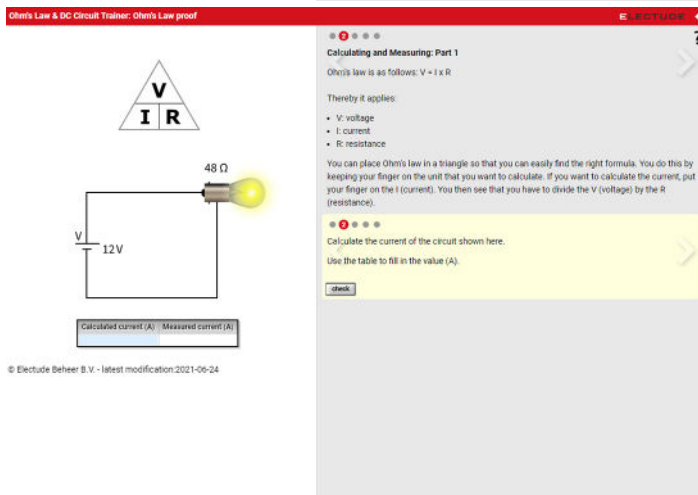 Ohm's Law & DC Circuit Trainer: Ohm's Law proof
ELECTUDE
V
I R
48 Ω
V
12V
Calculated current (A) Measured current (A)
© Electude Beheer B.V. - latest modification:2021-06-24
2
Calculating and Measuring: Part 1
Ohm's law is as follows: V = I x R
Thereby it applies:
• V: voltage
• I: current
• R: resistance
You can place Ohm's law in a triangle so that you can easily find the right formula. You do this by
keeping your finger on the unit that you want to calculate. If you want to calculate the current, put
your finger on the I (current). You then see that you have to divide the V (voltage) by the R
(resistance).
2
Calculate the current of the circuit shown here.
Use the table to fill in the value (A).
check